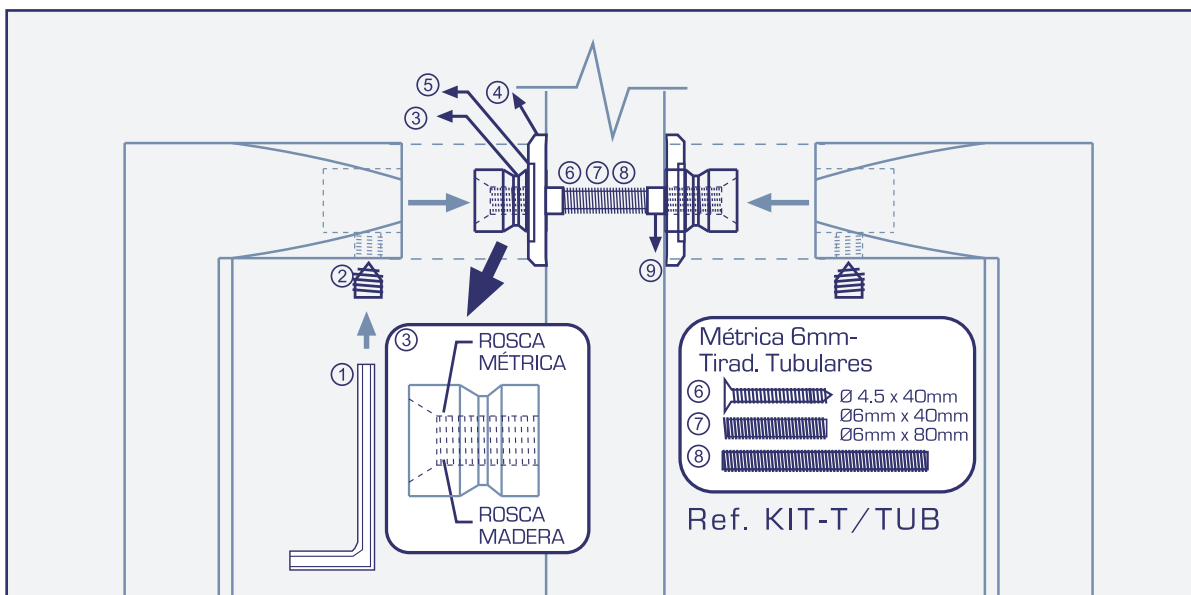 ⑤
④
③
⑥ ⑦ ⑧
②
⑨
①
③
ROSCA
MÉTRICA
ROSCA
MADERA
Métrica 6mm-
Tirad. Tubulares
⑥
Ø 4.5 x 40mm
Ø6mm x 40mm
⑦
Ø6mm x 80mm
⑧
Ref. KIT-T/TUB